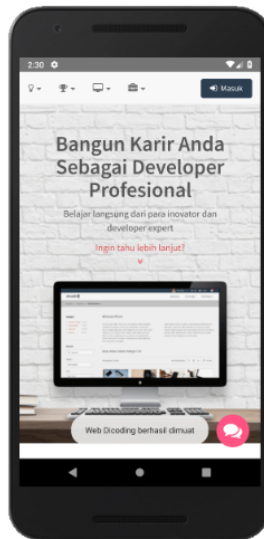 2:30
Masuk
Bangun Karir Anda
Sebagai Developer
Profesional
Belajar langsung dari para inovator dan
developer expert
Ingin tahu lebih lanjut?
Web Dicoding berhasil dimuat